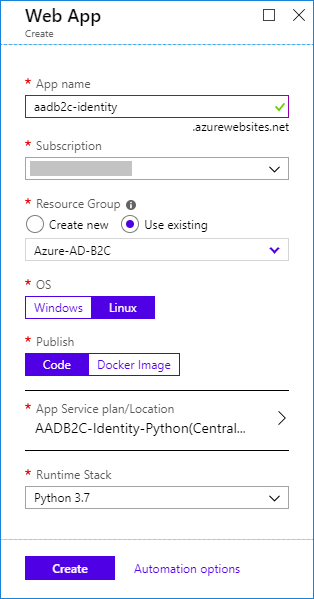 Web App
Create
* App name
aadb2c-identity
.azurewebsites.net
* Subscription
* Resource Group
Create new Use existing
Azure-AD-B2C
* OS
Windows Linux
* Publish
Code Docker Image
* App Service plan/Location
AADB2C-Identity-Python(Central...
* Runtime Stack
Python 3.7
Create Automation options